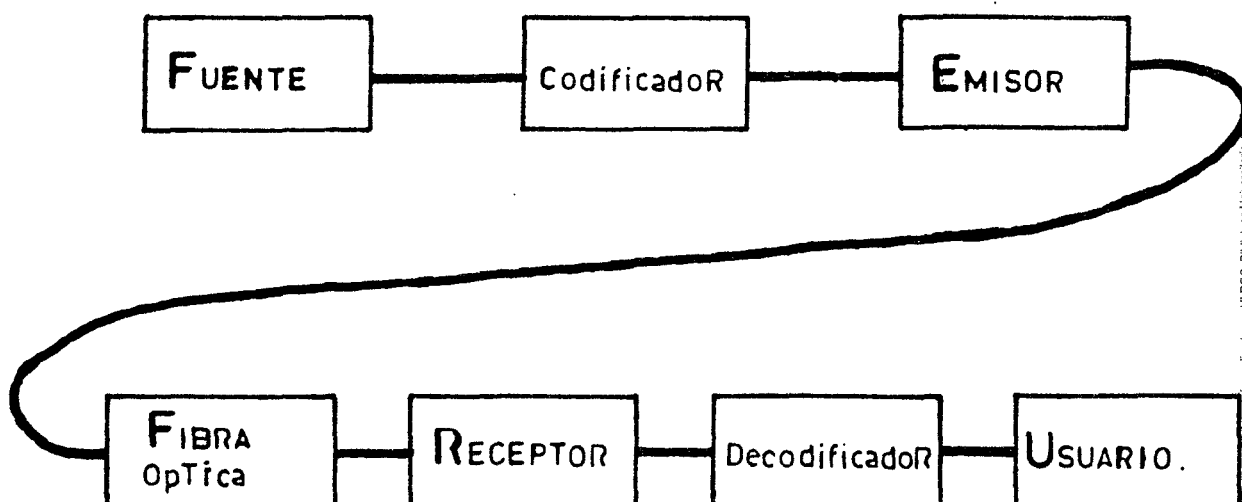 FUENTE
CodificadoR
EMISOR
FIBRA
OpTica
RECEPTOR
DecodificadoR
USUARIO.